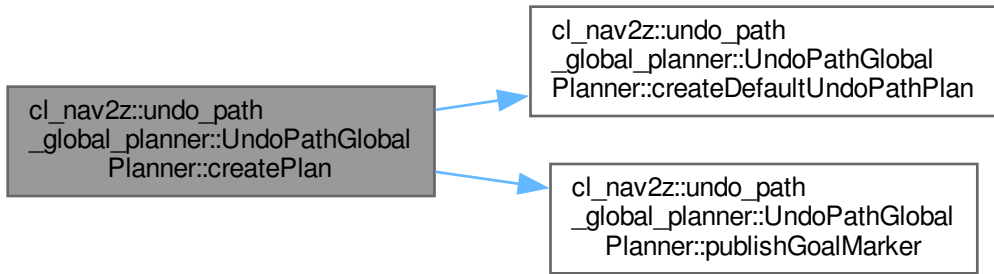 cl_nav2z::undo_path
_global_planner::UndoPathGlobal
Planner::createPlan
cl_nav2z::undo_path
_global_planner::UndoPathGlobal
Planner::createDefaultUndoPathPlan
cl_nav2z::undo_path
_global_planner::UndoPathGlobal
Planner::publishGoalMarker